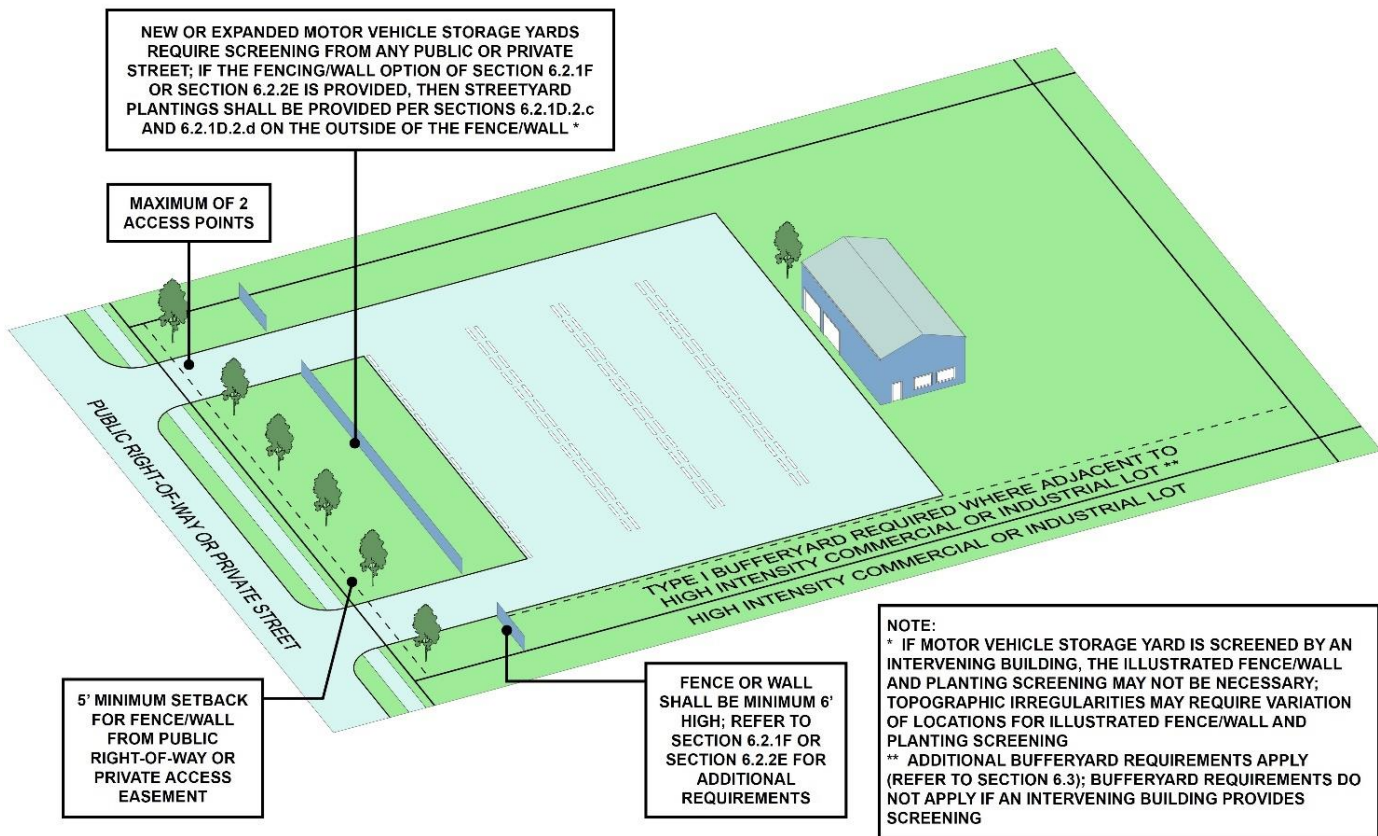 NEW OR EXPANDED MOTOR VEHICLE STORAGE YARDS
REQUIRE SCREENING FROM ANY PUBLIC OR PRIVATE
STREET; IF THE FENCING/WALL OPTION OF SECTION 6.2.1F
OR SECTION 6.2.2E IS PROVIDED, THEN STREETYARD
PLANTINGS SHALL BE PROVIDED PER SECTIONS 6.2.1D.2.c
AND 6.2.1D.2.d ON THE OUTSIDE OF THE FENCE/WALL *
MAXIMUM OF 2
ACCESS POINTS
PUBLIC RIGHT-OF-WAY OR PRIVATE STREET
TYPE I BUFFERYARD REQUIRED WHERE ADJACENT TO
HIGH INTENSITY COMMERCIAL OR INDUSTRIAL LOT **
HIGH INTENSITY COMMERCIAL OR INDUSTRIAL LOT
5' MINIMUM SETBACK
FOR FENCE/WALL
FROM PUBLIC
RIGHT-OF-WAY OR
PRIVATE ACCESS
EASEMENT
FENCE OR WALL
SHALL BE MINIMUM 6'
HIGH; REFER TO
SECTION 6.2.1F OR
SECTION 6.2.2E FOR
ADDITIONAL
REQUIREMENTS
NOTE:
* IF MOTOR VEHICLE STORAGE YARD IS SCREENED BY AN
INTERVENING BUILDING, THE ILLUSTRATED FENCE/WALL
AND PLANTING SCREENING MAY NOT BE NECESSARY;
TOPOGRAPHIC IRREGULARITIES MAY REQUIRE VARIATION
OF LOCATIONS FOR ILLUSTRATED FENCE/WALL AND
PLANTING SCREENING
** ADDITIONAL BUFFERYARD REQUIREMENTS APPLY
(REFER TO SECTION 6.3); BUFFERYARD REQUIREMENTS DO
NOT APPLY IF AN INTERVENING BUILDING PROVIDES
SCREENING